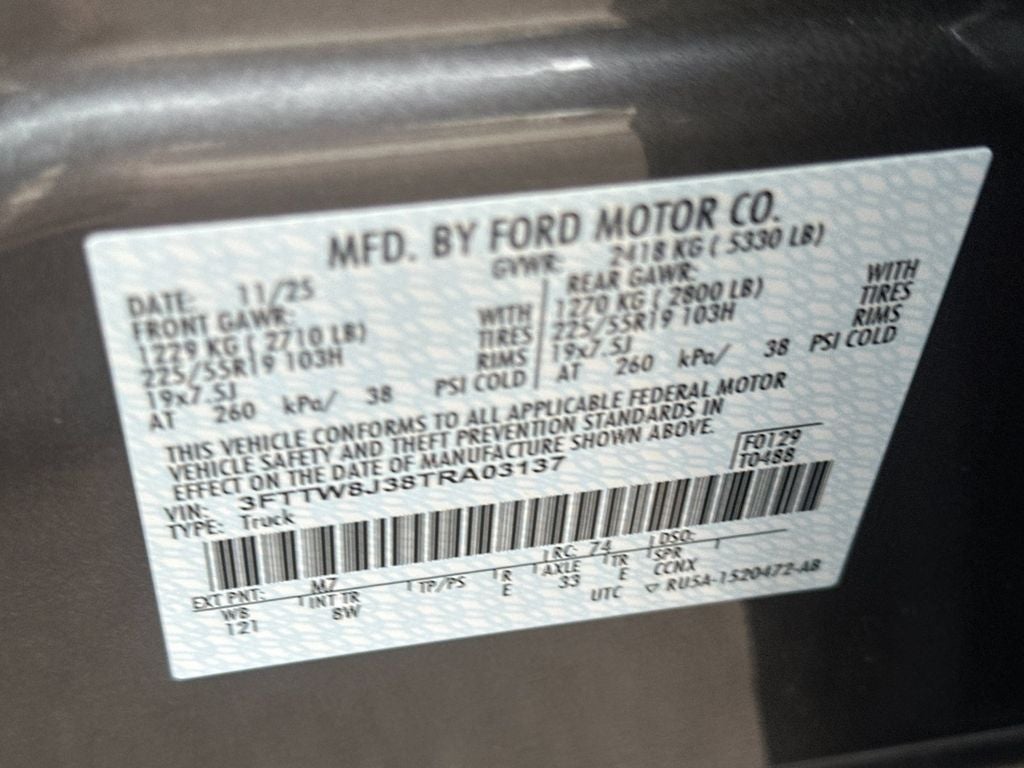 MFD. BY FORD MOTOR CO.
DATE: 11/25 GVWR: 2418 KG ( 5330 LB)
FRONT GAWR: REAR GAWR:
1229 KG ( 2710 LB) WITH 1270 KG ( 2800 LB) WITH
225/55R19 103H TIRES 225/55R19 103H TIRES
19x7.5J RIMS 19x7.5J RIMS
AT 260 kPa/ 38 PSI COLD AT 260 kPa/ 38 PSI COLD
THIS VEHICLE CONFORMS TO ALL APPLICABLE FEDERAL MOTOR
VEHICLE SAFETY AND THEFT PREVENTION STANDARDS IN
EFFECT ON THE DATE OF MANUFACTURE SHOWN ABOVE.
VIN: 3FTTW8J38TRA03137 F0129
TYPE: Truck T0488
EXT PNT: M7 RC: 74 DSO:
WB INT TR TP/PS R AXLE TR SPR
121 8W E 33 E CCNX
UTC ▽ RU5A-1520472-AB